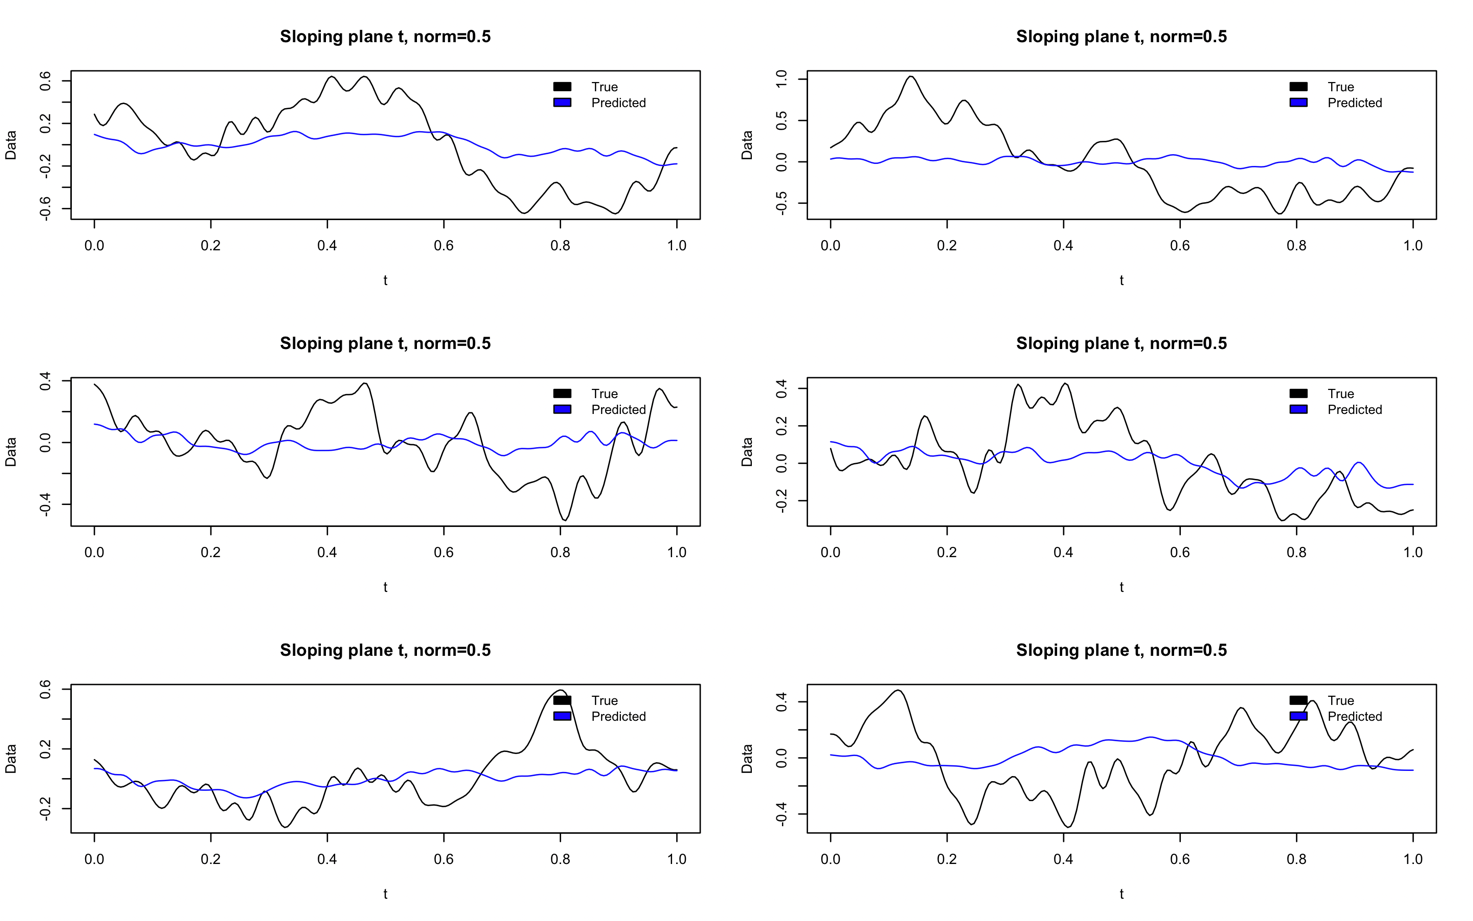 Sloping plane t, norm=0.5
Data
0.6
0.2
-0.2
-0.6
True
Predicted
0.0 0.2 0.4 0.6 0.8 1.0
t
Sloping plane t, norm=0.5
Data
1.0
0.5
0.0
-0.5
True
Predicted
0.0 0.2 0.4 0.6 0.8 1.0
t
Sloping plane t, norm=0.5
Data
0.4
0.0
-0.4
True
Predicted
0.0 0.2 0.4 0.6 0.8 1.0
t
Sloping plane t, norm=0.5
Data
0.4
0.2
0.0
-0.2
True
Predicted
0.0 0.2 0.4 0.6 0.8 1.0
t
Sloping plane t, norm=0.5
Data
0.6
0.2
-0.2
True
Predicted
0.0 0.2 0.4 0.6 0.8 1.0
t
Sloping plane t, norm=0.5
Data
0.4
0.0
-0.4
True
Predicted
0.0 0.2 0.4 0.6 0.8 1.0
t